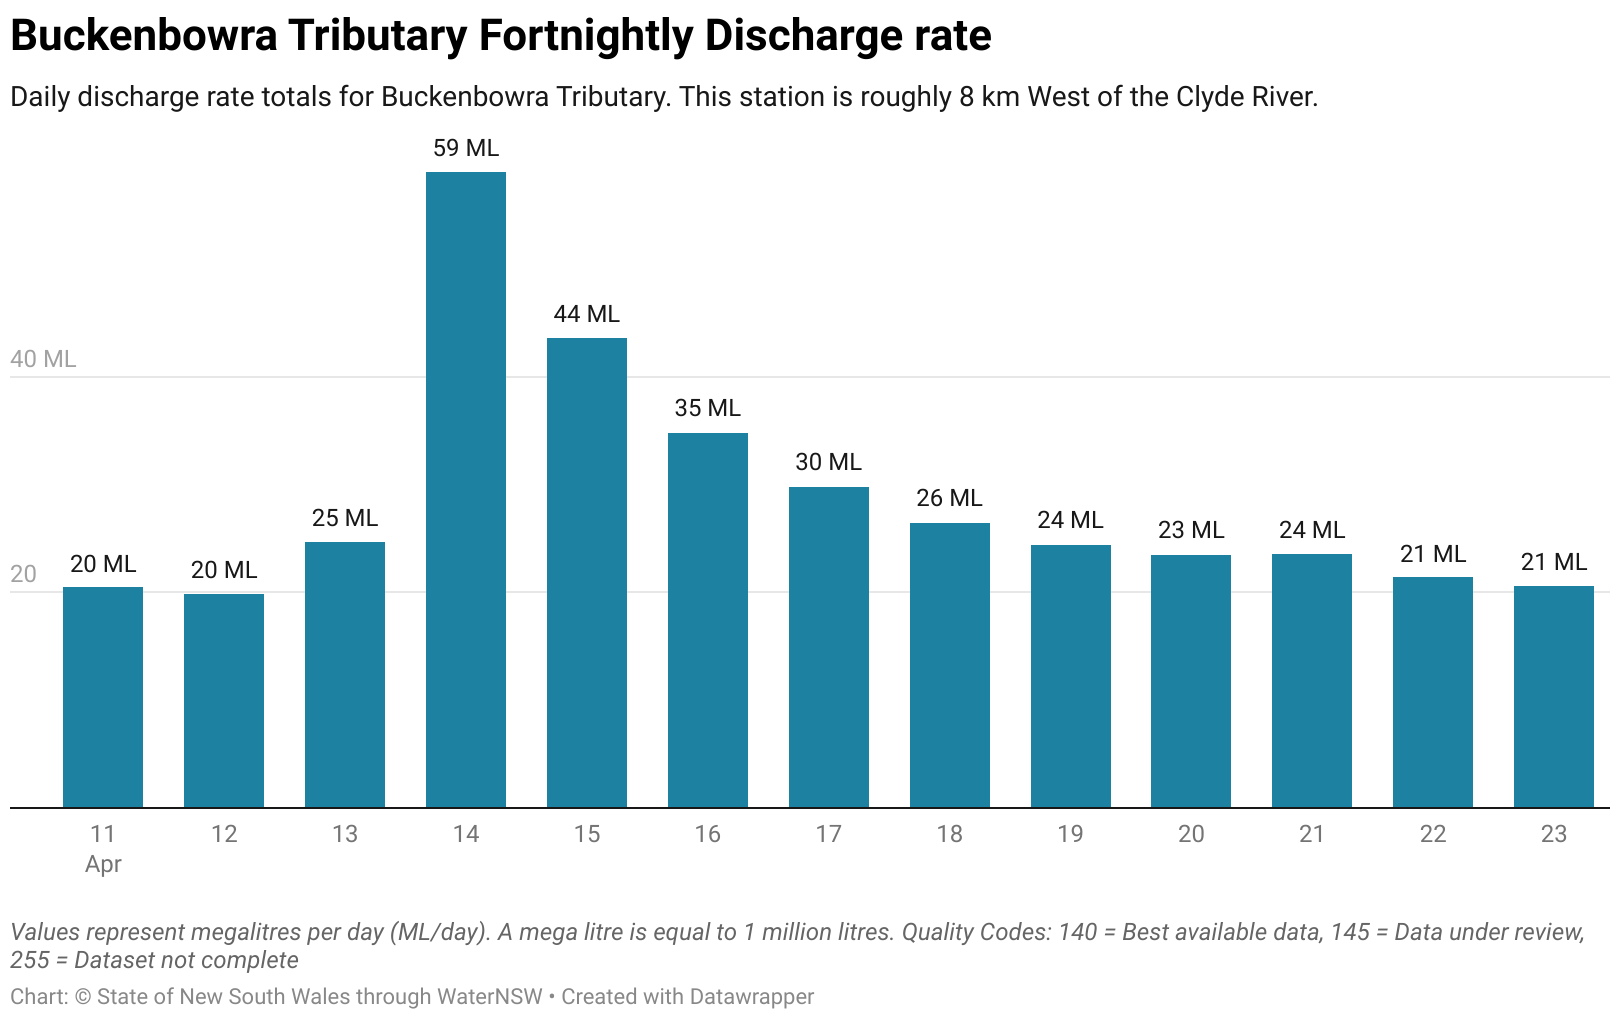 Buckenbowra Tributary Fortnightly Discharge rate
Daily discharge rate totals for Buckenbowra Tributary. This station is roughly 8 km West of the Clyde River.
59 ML
44 ML
40 ML
35 ML
30 ML
26 ML
25 ML
24 ML
23 ML
24 ML
21 ML
21 ML
20 ML
20 ML
20
11 12 13 14 15 16 17 18 19 20 21 22 23
Apr
Values represent megalitres per day (ML/day). A mega litre is equal to 1 million litres. Quality Codes: 140 = Best available data, 145 = Data under review,
255 = Dataset not complete
Chart: © State of New South Wales through WaterNSW • Created with Datawrapper